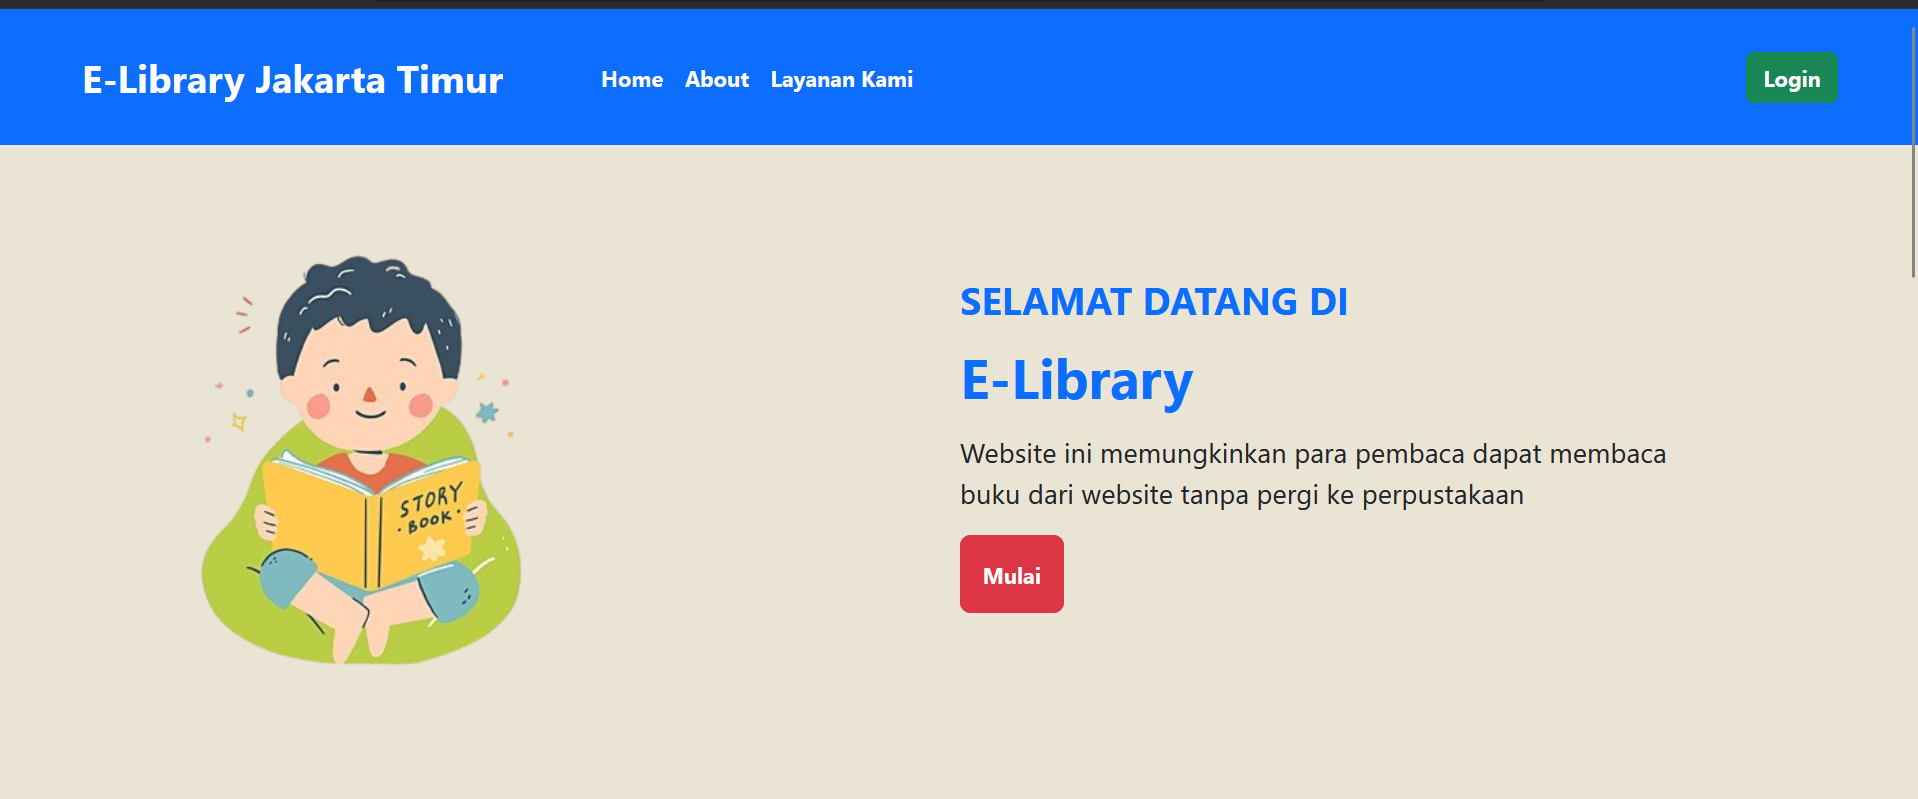 E-Library Jakarta Timur
Home
About
Layanan Kami
Login
SELAMAT DATANG DI
E-Library
Website ini memungkinkan para pembaca dapat membaca
buku dari website tanpa pergi ke perpustakaan
Mulai
STORY
BOOK